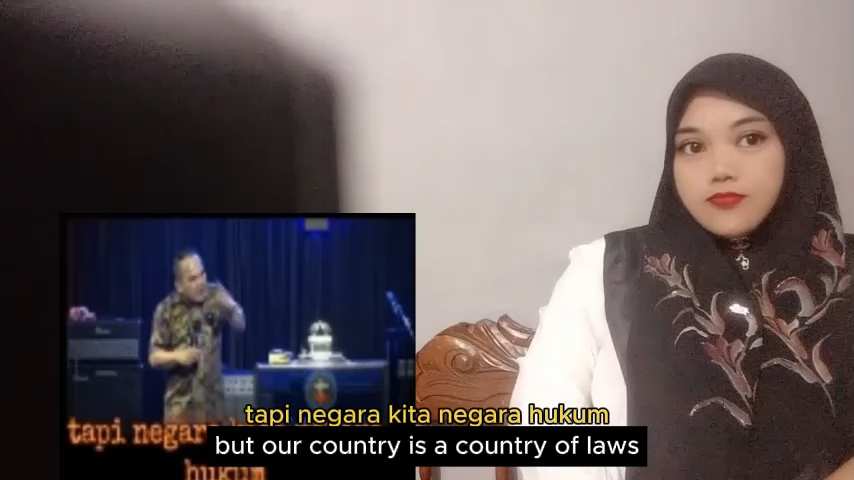 tapi negara kita negara hukum
tapi negar
hukum
but our country is a country of laws